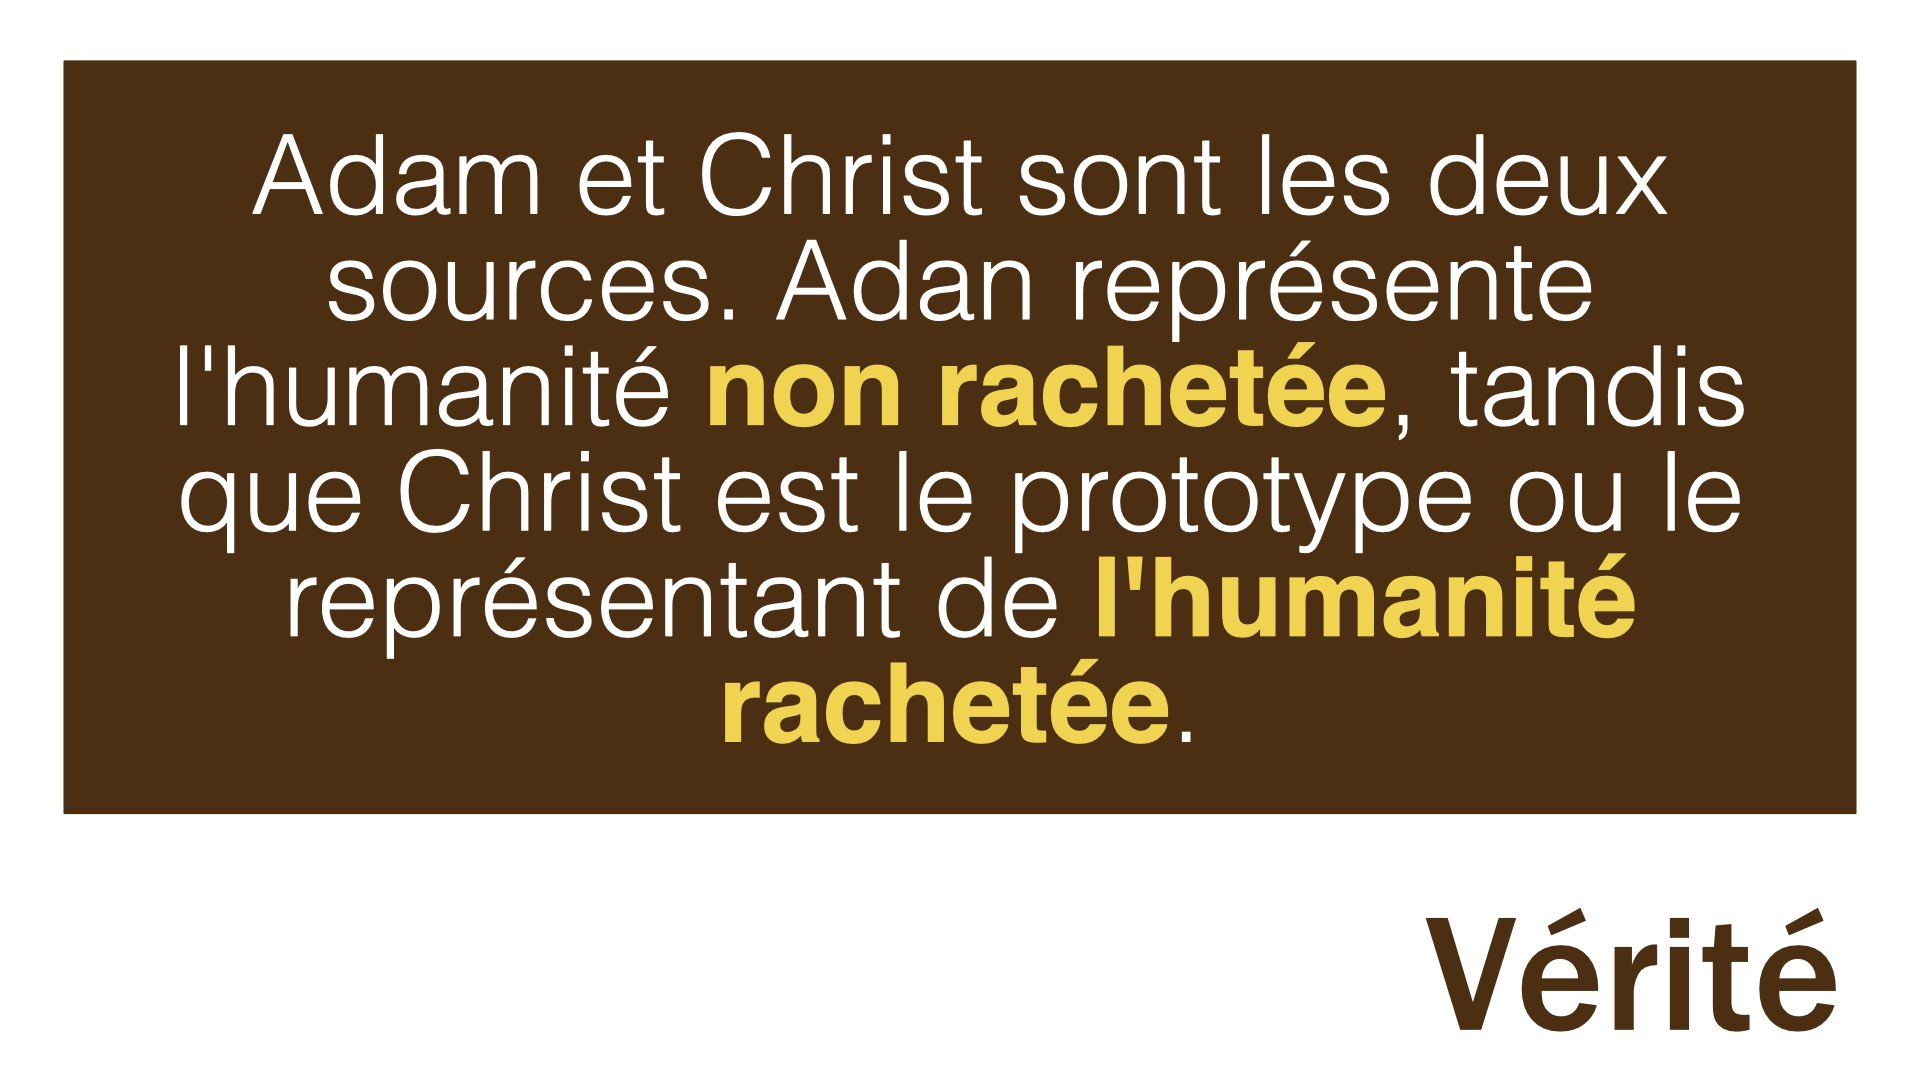 Adam et Christ sont les deux
sources. Adan représente
l'humanité non rachetée, tandis
que Christ est le prototype ou le
représentant de l'humanité
rachetée.
Vérité